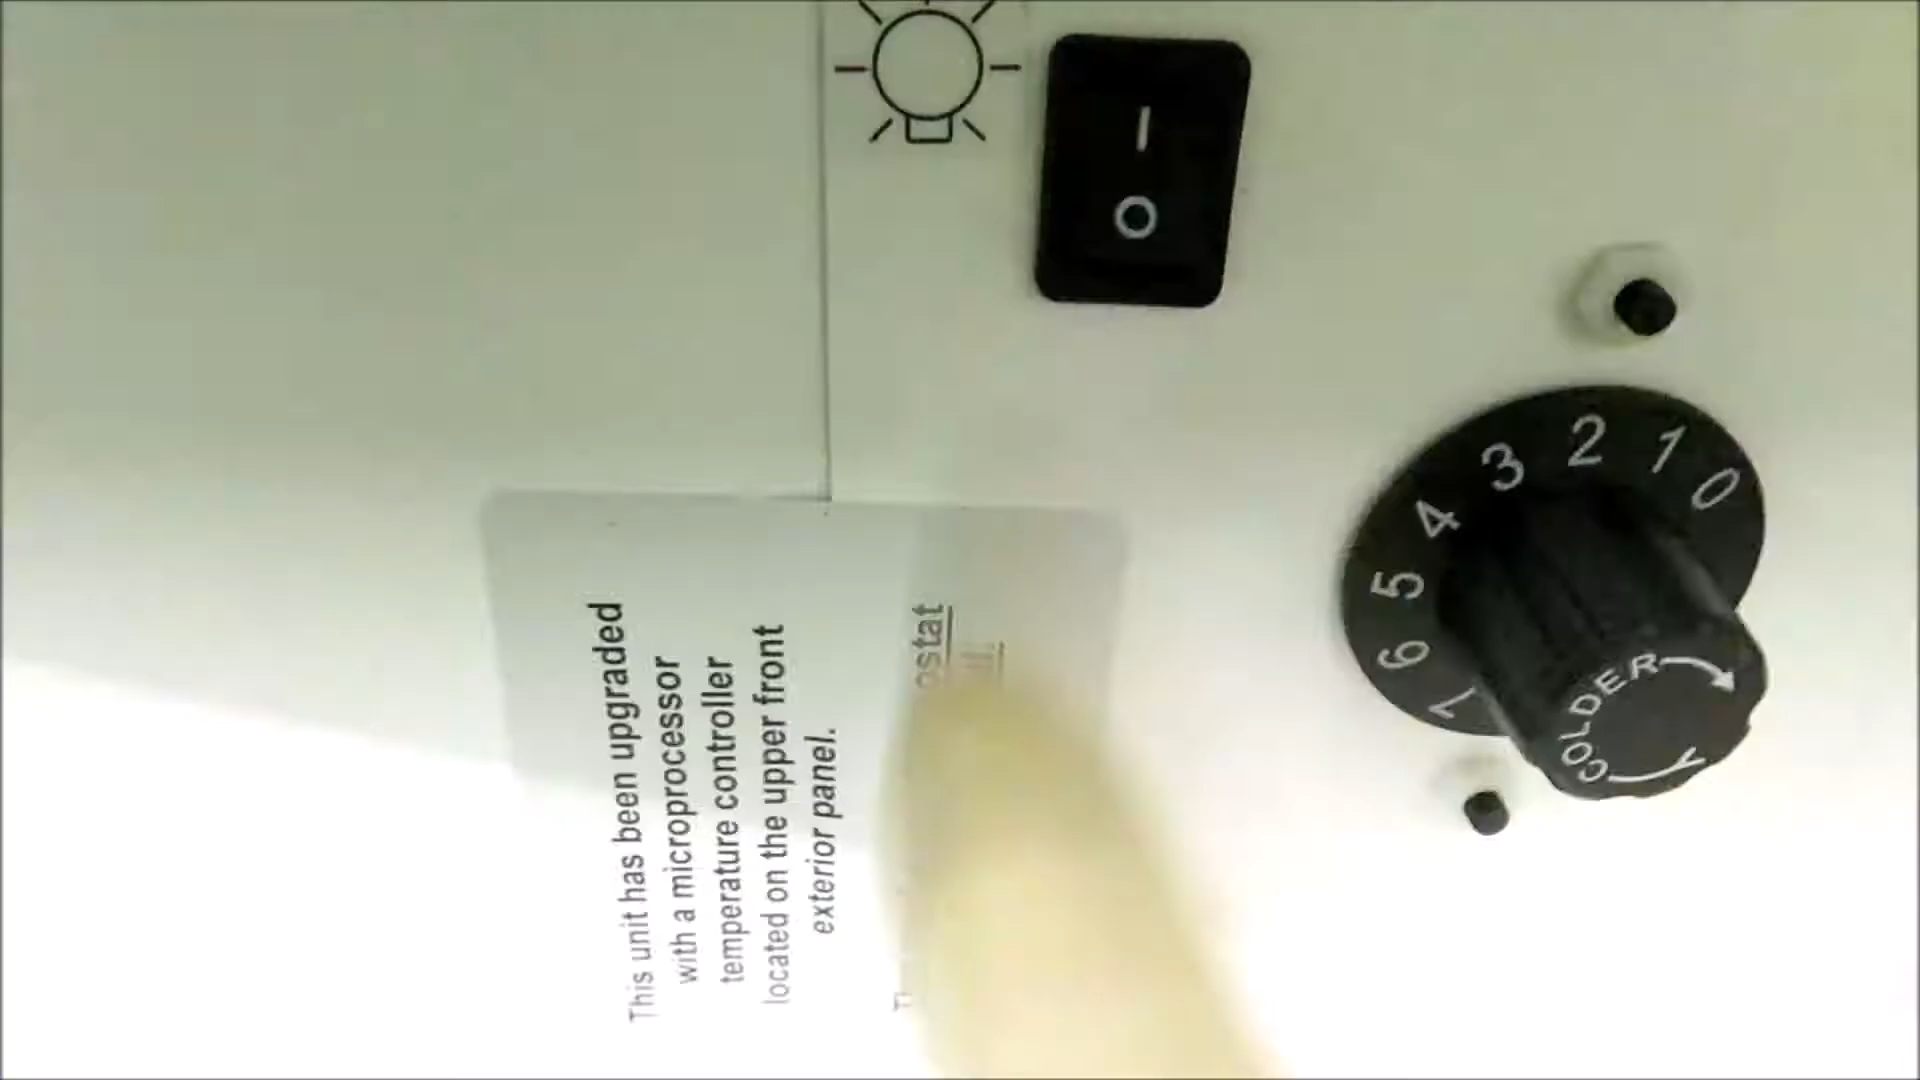 I
O
0
1
2
3
4
5
6
7
COLDER
This unit has been upgraded
with a microprocessor
temperature controller
located on the upper front
exterior panel.